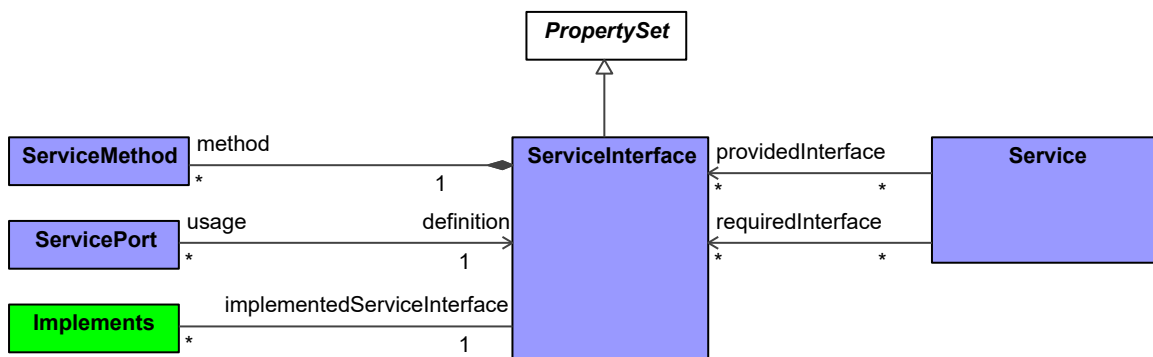 PropertySet
ServiceMethod
method
*
1
ServiceInterface
providedInterface
*
*
Service
ServicePort
usage
*
definition
1
requiredInterface
*
*
Implements
*
implementedServiceInterface
1